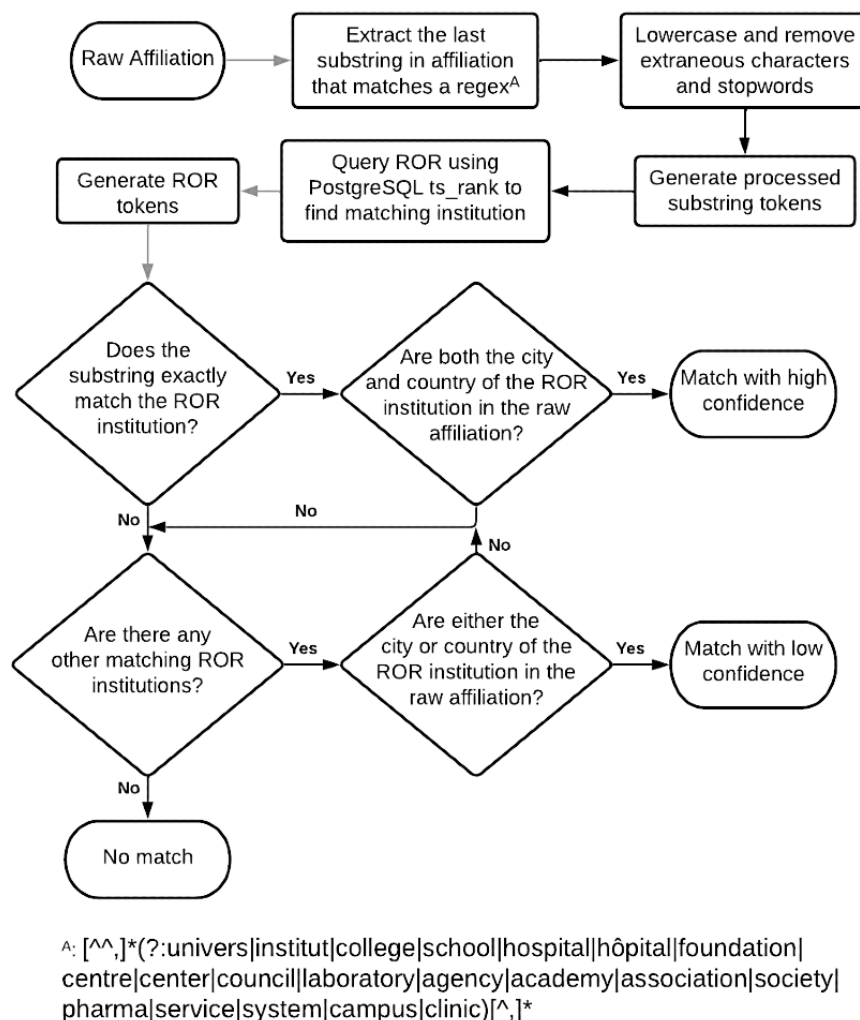 Raw Affiliation
Extract the last
substring in affiliation
that matches a regexA
Lowercase and remove
extraneous characters
and stopwords
Generate ROR
tokens
Query ROR using
PostgreSQL ts_rank to
find matching institution
Generate processed
substring tokens
Does the
substring exactly
match the ROR
institution?
Yes
Are both the city
and country of the ROR
institution in the raw
affiliation?
Yes
Match with high
confidence
No
No
No
Are there any
other matching ROR
institutions?
Yes
Are either the
city or country of the
ROR institution in the
raw affiliation?
Yes
Match with low
confidence
No
No match
A: [^^,]*(?:univers|institut|college|school|hospital|hôpital|foundation|
centre|center|council|laboratory|agency|academy|association|society|
pharma|service|system|campus|clinic)[^,]*